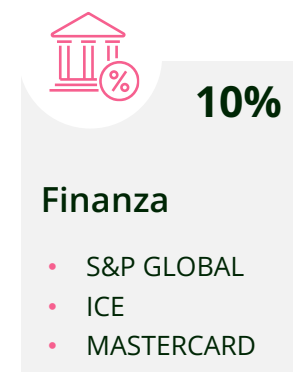 %
10%
Finanza
• S&P GLOBAL
• ICE
• MASTERCARD